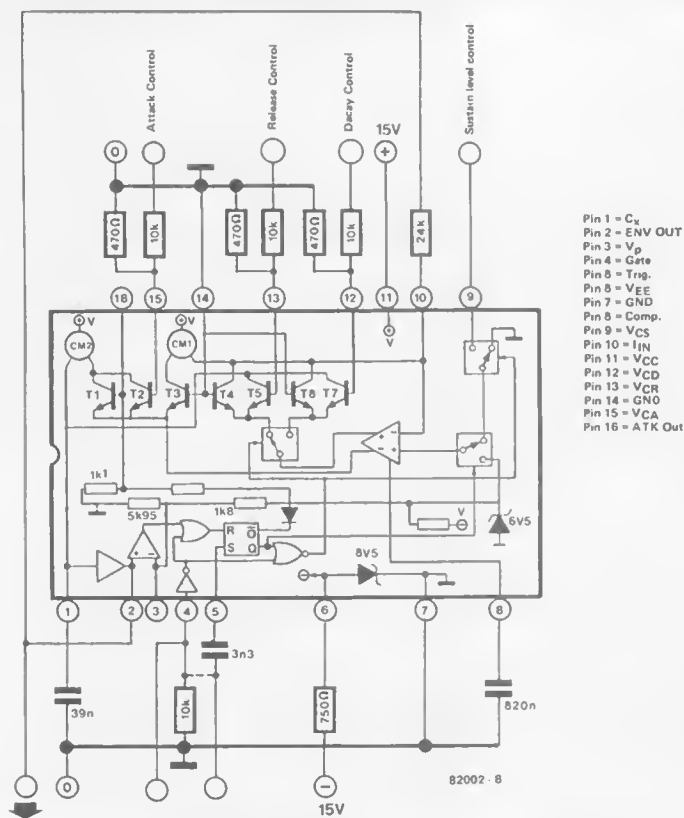 Attack Control
Release Control
Dacay Control
15V
Sustain level control
0
+
470Ω
10k
470Ω
10k
470Ω
10k
24k
16
15
14
13
12
11
10
9
V
CM2
V
CM1
V
T1
T2
T3
T4
T5
T8
T7
1k1
5k95
1k8
V
6V5
R
Q̅
S
Q
8V5
1
2
3
4
5
6
7
8
39n
3n3
10k
750Ω
820n
0
15V
82002-8
Pin 1 = Cx
Pin 2 = ENV OUT
Pin 3 = Vp
Pin 4 = Gate
Pin 8 = Trig.
Pin 8 = VEE
Pin 7 = GND
Pin 8 = Comp.
Pin 9 = VCS
Pin 10 = IIN
Pin 11 = VCC
Pin 12 = VCD
Pin 13 = VCR
Pin 14 = GND
Pin 15 = VCA
Pin 16 = ATK Out